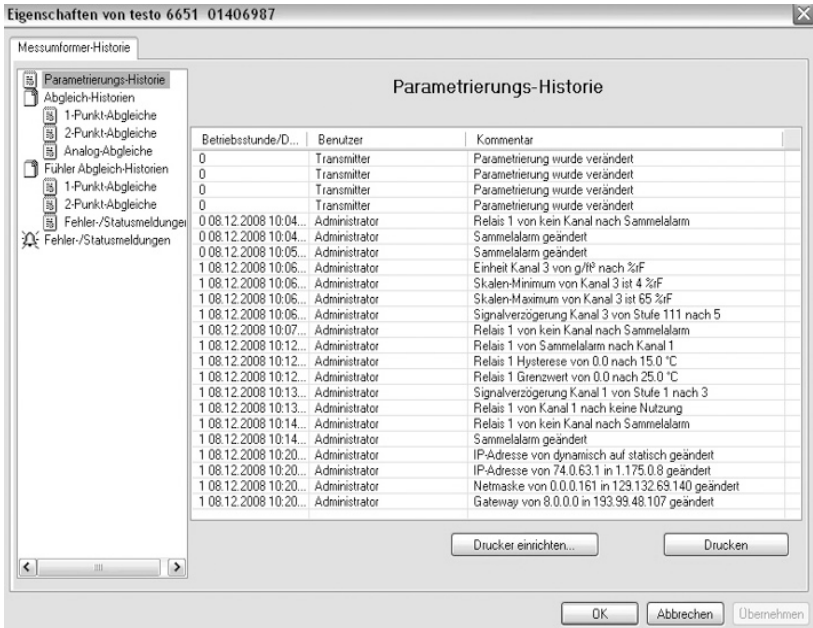 Eigenschaften von testo 6651 01406987
Messumformer-Historie
Parametrierungs-Historie
Abgleich-Historien
1-Punkt-Abgleiche
2-Punkt-Abgleiche
Analog-Abgleiche
Fühler Abgleich-Historien
1-Punkt-Abgleiche
2-Punkt-Abgleiche
Fehler-/Statusmeldungen
Fehler-/Statusmeldungen
Parametrierungs-Historie
Betriebsstunde/D... Benutzer Kommentar
0 Transmitter Parametrierung wurde verändert
0 Transmitter Parametrierung wurde verändert
0 Transmitter Parametrierung wurde verändert
0 Transmitter Parametrierung wurde verändert
0 08.12.2008 10:04... Administrator Relais 1 von kein Kanal nach Sammelalarm
0 08.12.2008 10:04... Administrator Sammelalarm geändert
0 08.12.2008 10:05... Administrator Sammelalarm geändert
1 08.12.2008 10:06... Administrator Einheit Kanal 3 von g/ft³ nach %rF
1 08.12.2008 10:06... Administrator Skalen-Minimum von Kanal 3 ist 4 %rF
1 08.12.2008 10:06... Administrator Skalen-Maximum von Kanal 3 ist 65 %rF
1 08.12.2008 10:06... Administrator Signalverzögerung Kanal 3 von Stufe 111 nach 5
1 08.12.2008 10:07... Administrator Relais 1 von kein Kanal nach Sammelalarm
1 08.12.2008 10:12... Administrator Relais 1 von Sammelalarm nach Kanal 1
1 08.12.2008 10:12... Administrator Relais 1 Hysterese von 0.0 nach 15.0 °C
1 08.12.2008 10:12... Administrator Relais 1 Grenzwert von 0.0 nach 25.0 °C
1 08.12.2008 10:13... Administrator Signalverzögerung Kanal 1 von Stufe 1 nach 3
1 08.12.2008 10:13... Administrator Relais 1 von Kanal 1 nach keine Nutzung
1 08.12.2008 10:14... Administrator Relais 1 von kein Kanal nach Sammelalarm
1 08.12.2008 10:14... Administrator Sammelalarm geändert
1 08.12.2008 10:20... Administrator IP-Adresse von dynamisch auf statisch geändert
1 08.12.2008 10:20... Administrator IP-Adresse von 74.0.63.1 in 1.175.0.8 geändert
1 08.12.2008 10:20... Administrator Netmaske von 0.0.0.161 in 129.132.69.140 geändert
1 08.12.2008 10:20... Administrator Gateway von 8.0.0.0 in 193.99.48.107 geändert
Drucker einrichten... Drucken
OK Abbrechen Übernehmen